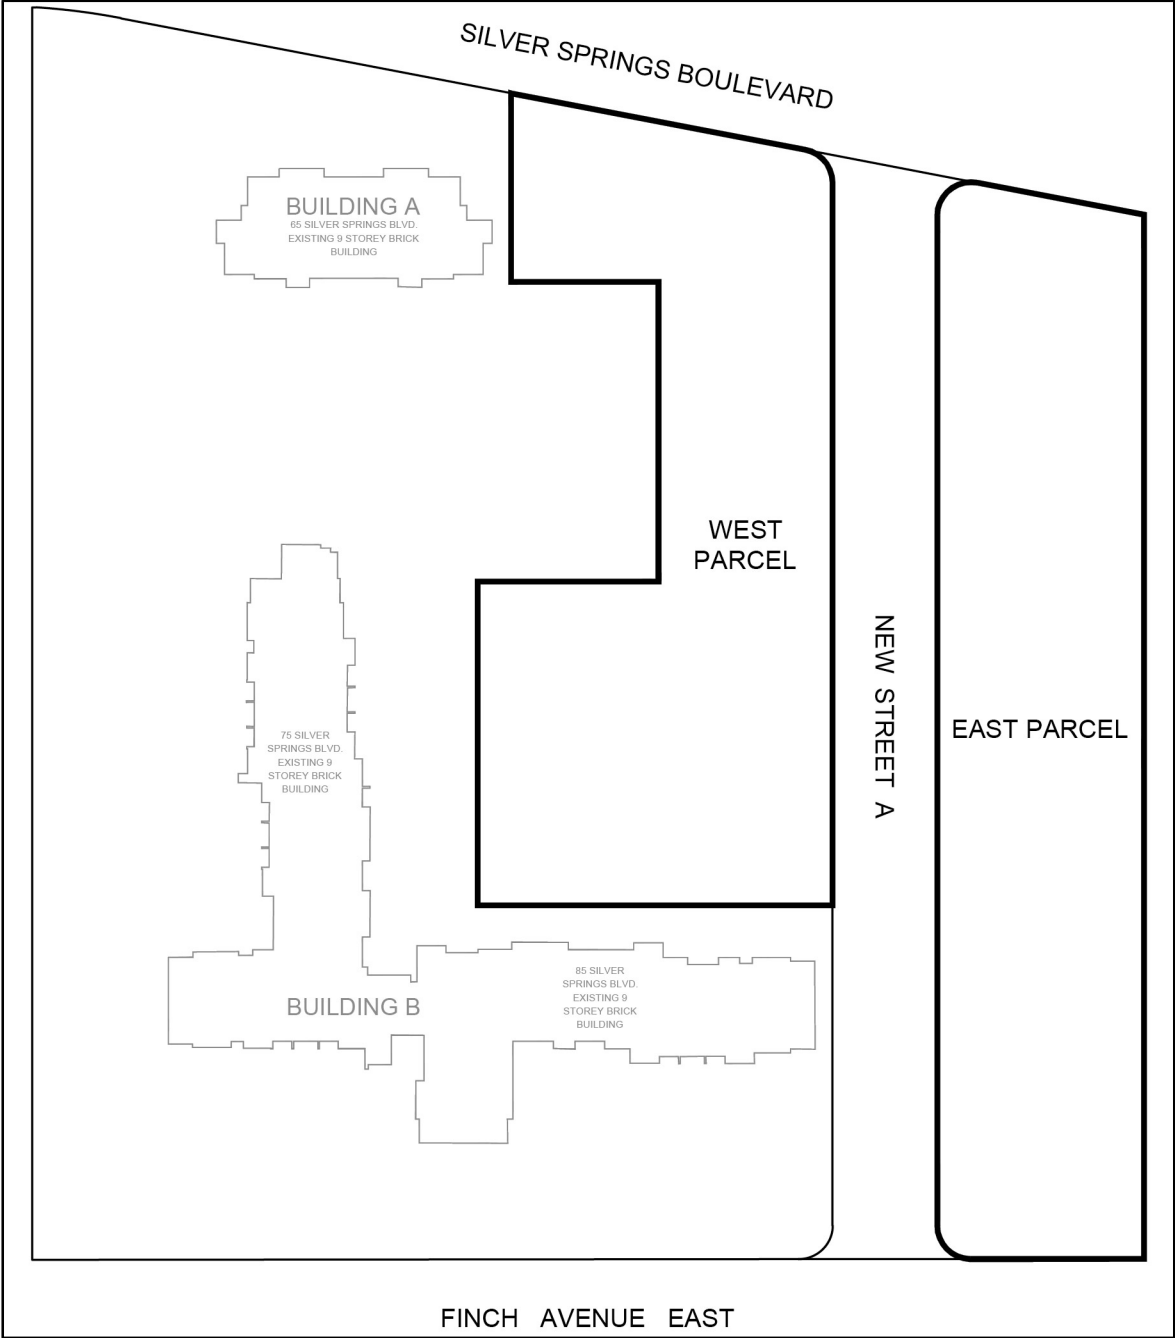 SILVER SPRINGS BOULEVARD
BUILDING A
65 SILVER SPRINGS BLVD.
EXISTING 9 STOREY BRICK
BUILDING
WEST
PARCEL
NEW STREET A
EAST PARCEL
75 SILVER
SPRINGS BLVD.
EXISTING 9
STOREY BRICK
BUILDING
BUILDING B
85 SILVER
SPRINGS BLVD.
EXISTING 9
STOREY BRICK
BUILDING
FINCH AVENUE EAST